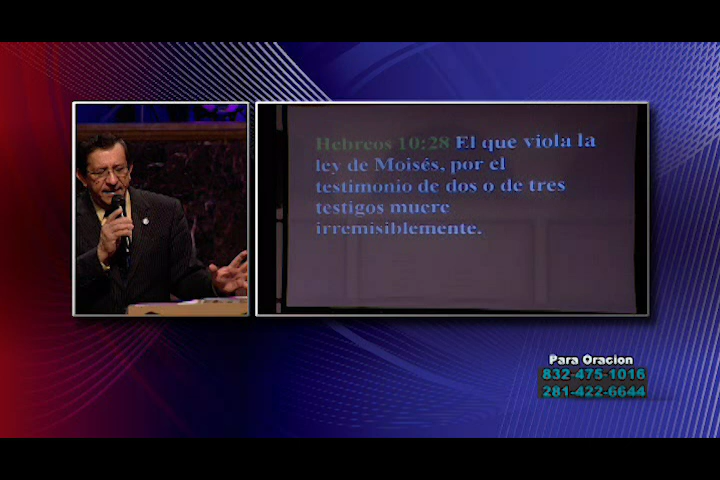 Hebreos 10:28 El que viola la
ley de Moisés, por el
testimonio de dos o de tres
testigos muere
irremisiblemente.
Para Oracion
832-475-1016
281-422-6644